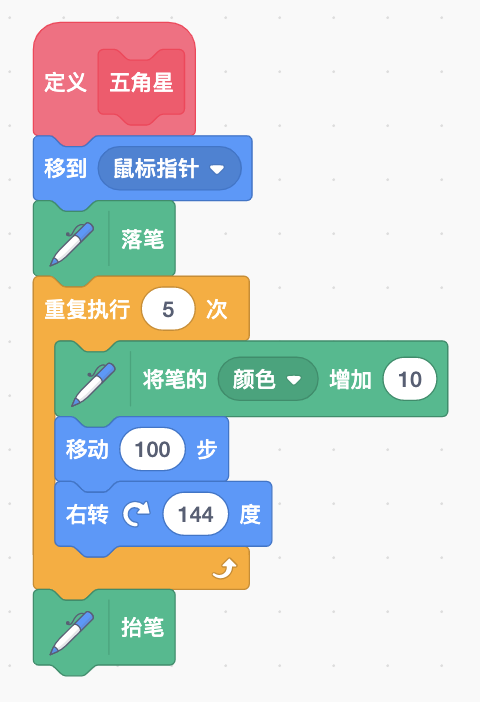 定义 五角星
移到 鼠标指针
落笔
重复执行 5 次
将笔的 颜色 增加 10
移动 100 步
右转 144 度
抬笔